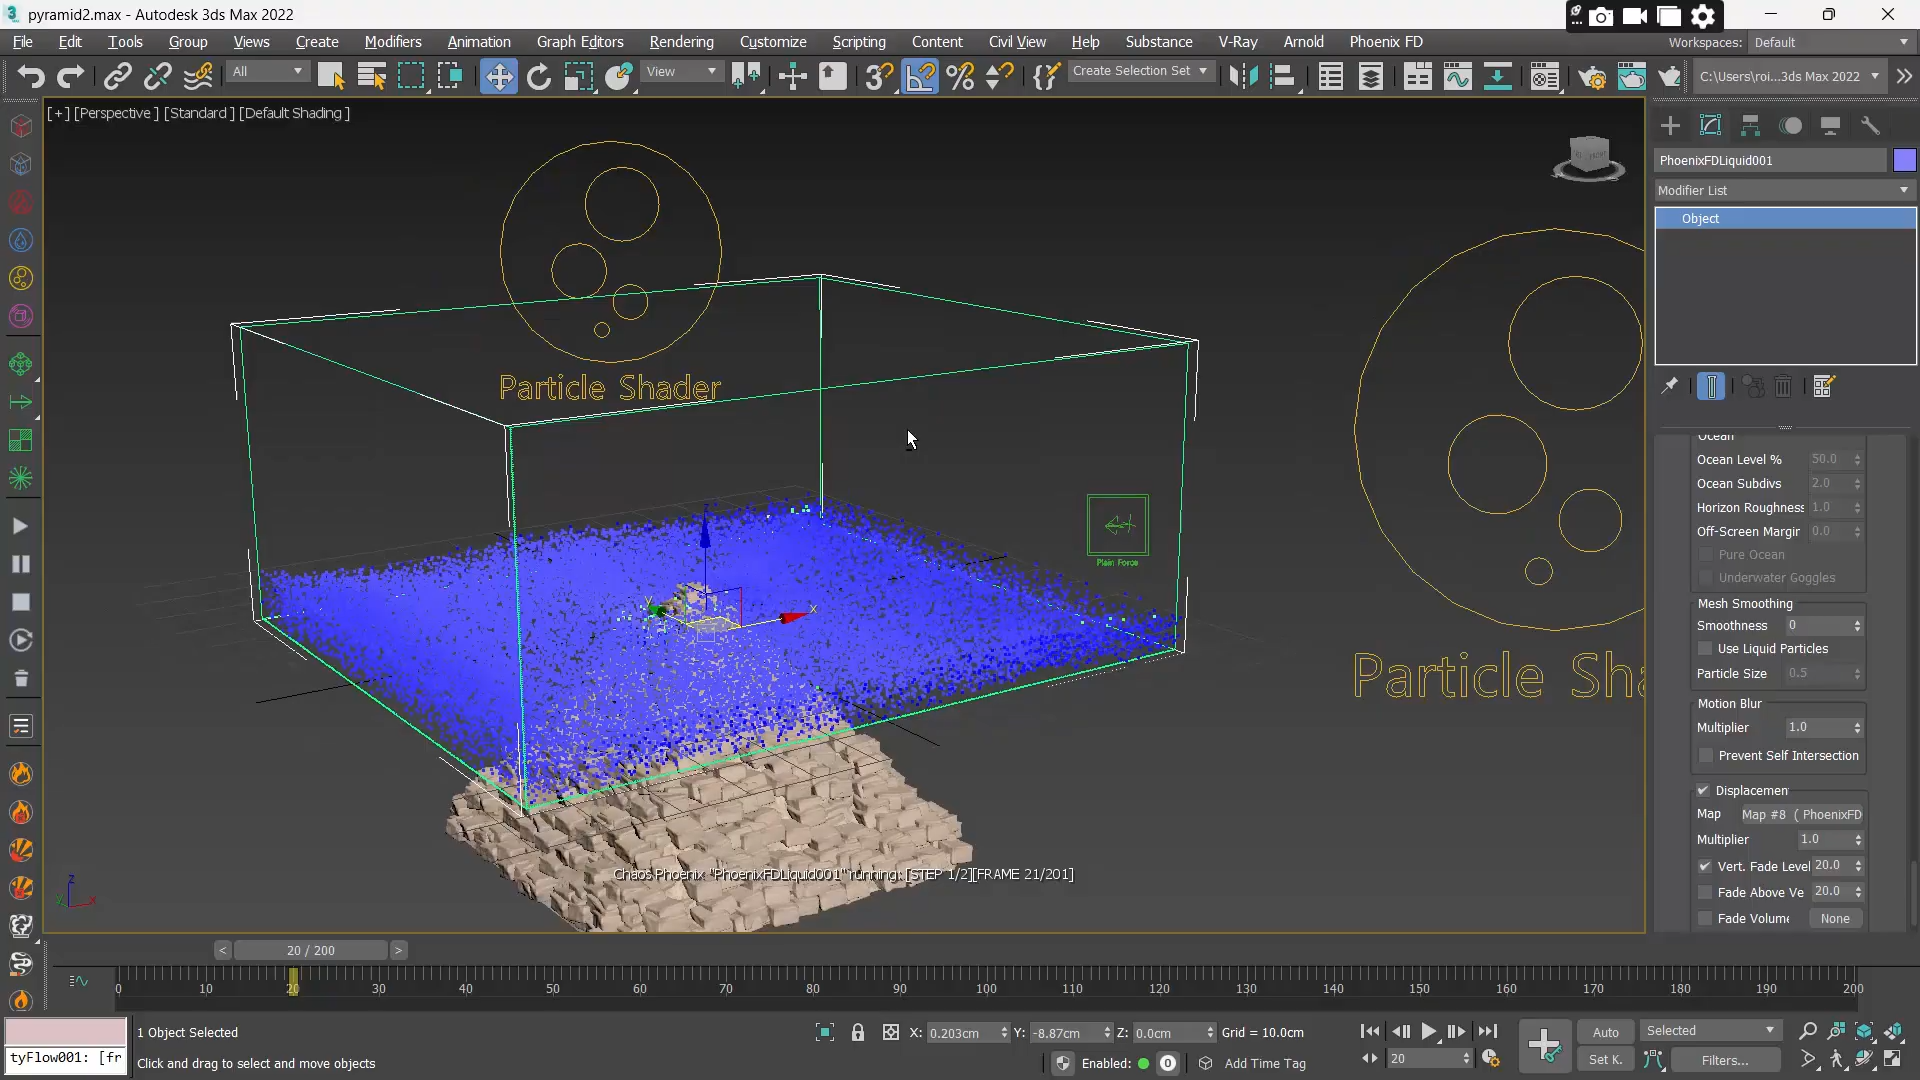 pyramid2.max - Autodesk 3ds Max 2022
File Edit Tools Group Views Create Modifiers Animation Graph Editors Rendering Customize Scripting Content Civil View Help Substance V-Ray Arnold Phoenix FD
Workspaces: Default
All
View
Create Selection Set
C:\Users\roi...3ds Max 2022
[+] [Perspective ] [Standard ] [Default Shading ]
PhoenixFDLiquid001
Modifier List
Object
Particle Shader
Particle Sha
Plain Force
Chaos Phoenix "PhoenixFDLiquid001" running: [STEP 1/2][FRAME 21/201]
Ocean
Ocean Level % 50.0
Ocean Subdivs 2.0
Horizon Roughness 1.0
Off-Screen Margin 0.0
Pure Ocean
Underwater Goggles
Mesh Smoothing
Smoothness 0
Use Liquid Particles
Particle Size 0.5
Motion Blur
Multiplier 1.0
Prevent Self Intersection
Displacemen
Map Map #8 ( PhoenixFD
Multiplier 1.0
Vert. Fade Level 20.0
Fade Above Ve 20.0
Fade Volume None
< 20 / 200 >
0 10 20 30 40 50 60 70 80 90 100 110 120 130 140 150 160 170 180 190 200
1 Object Selected
X: 0.203cm Y: -8.87cm Z: 0.0cm Grid = 10.0cm
Auto Selected
tyFlow001: [fr
Click and drag to select and move objects
Enabled: 0 Add Time Tag
20
Set K. Filters...